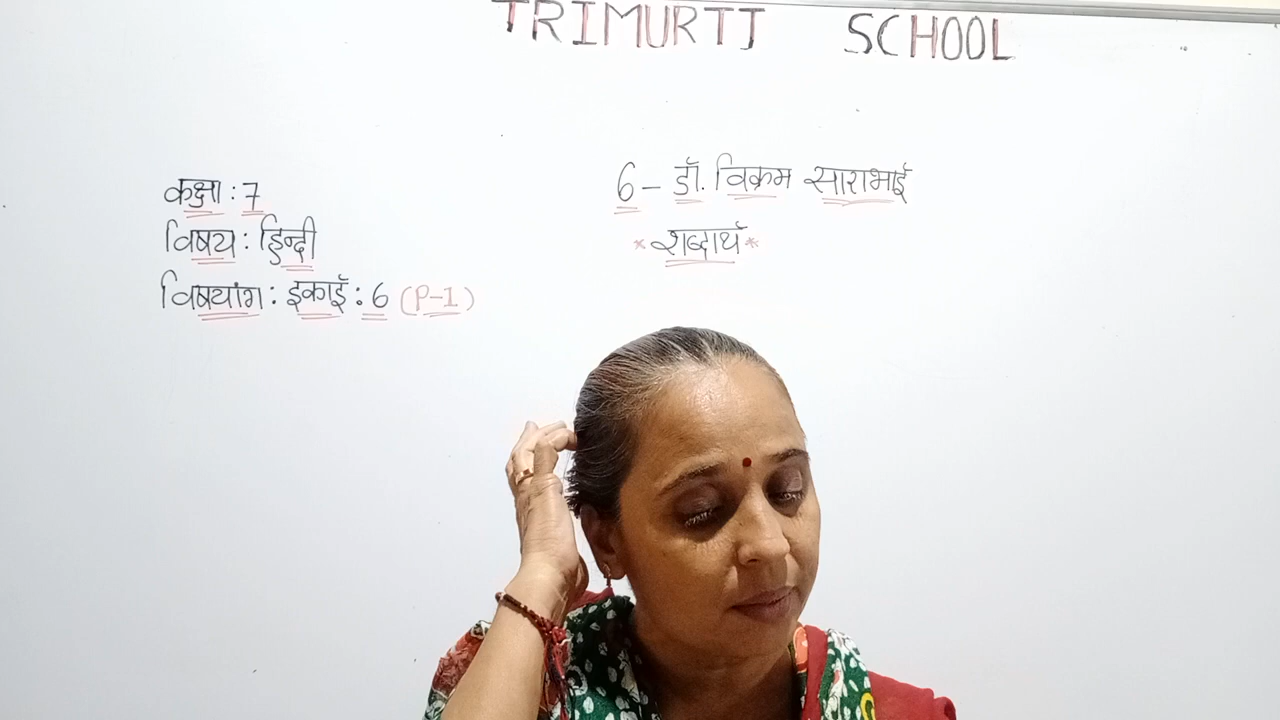 TRIMURTI SCHOOL
कक्षा : 7
विषय : हिन्दी
विषयांग : इकाई : 6 (P-1)
6 - डॉ. विक्रम साराभाई
* शब्दार्थ *